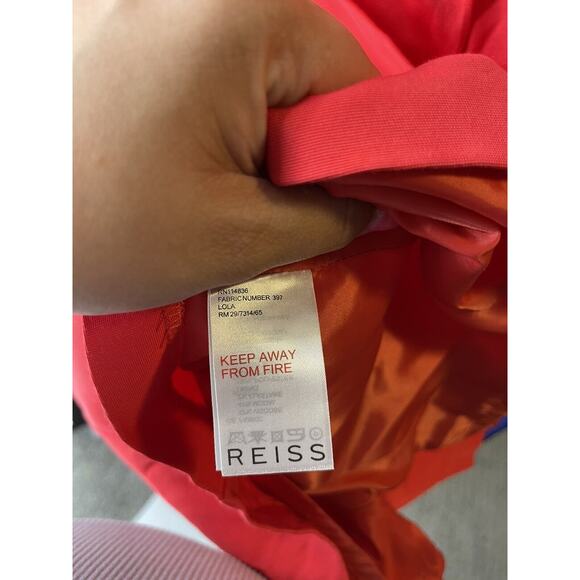 RN114836
FABRIC NUMBER 397
LOLA
RM 29/7314/65
KEEP AWAY
FROM FIRE
REISS